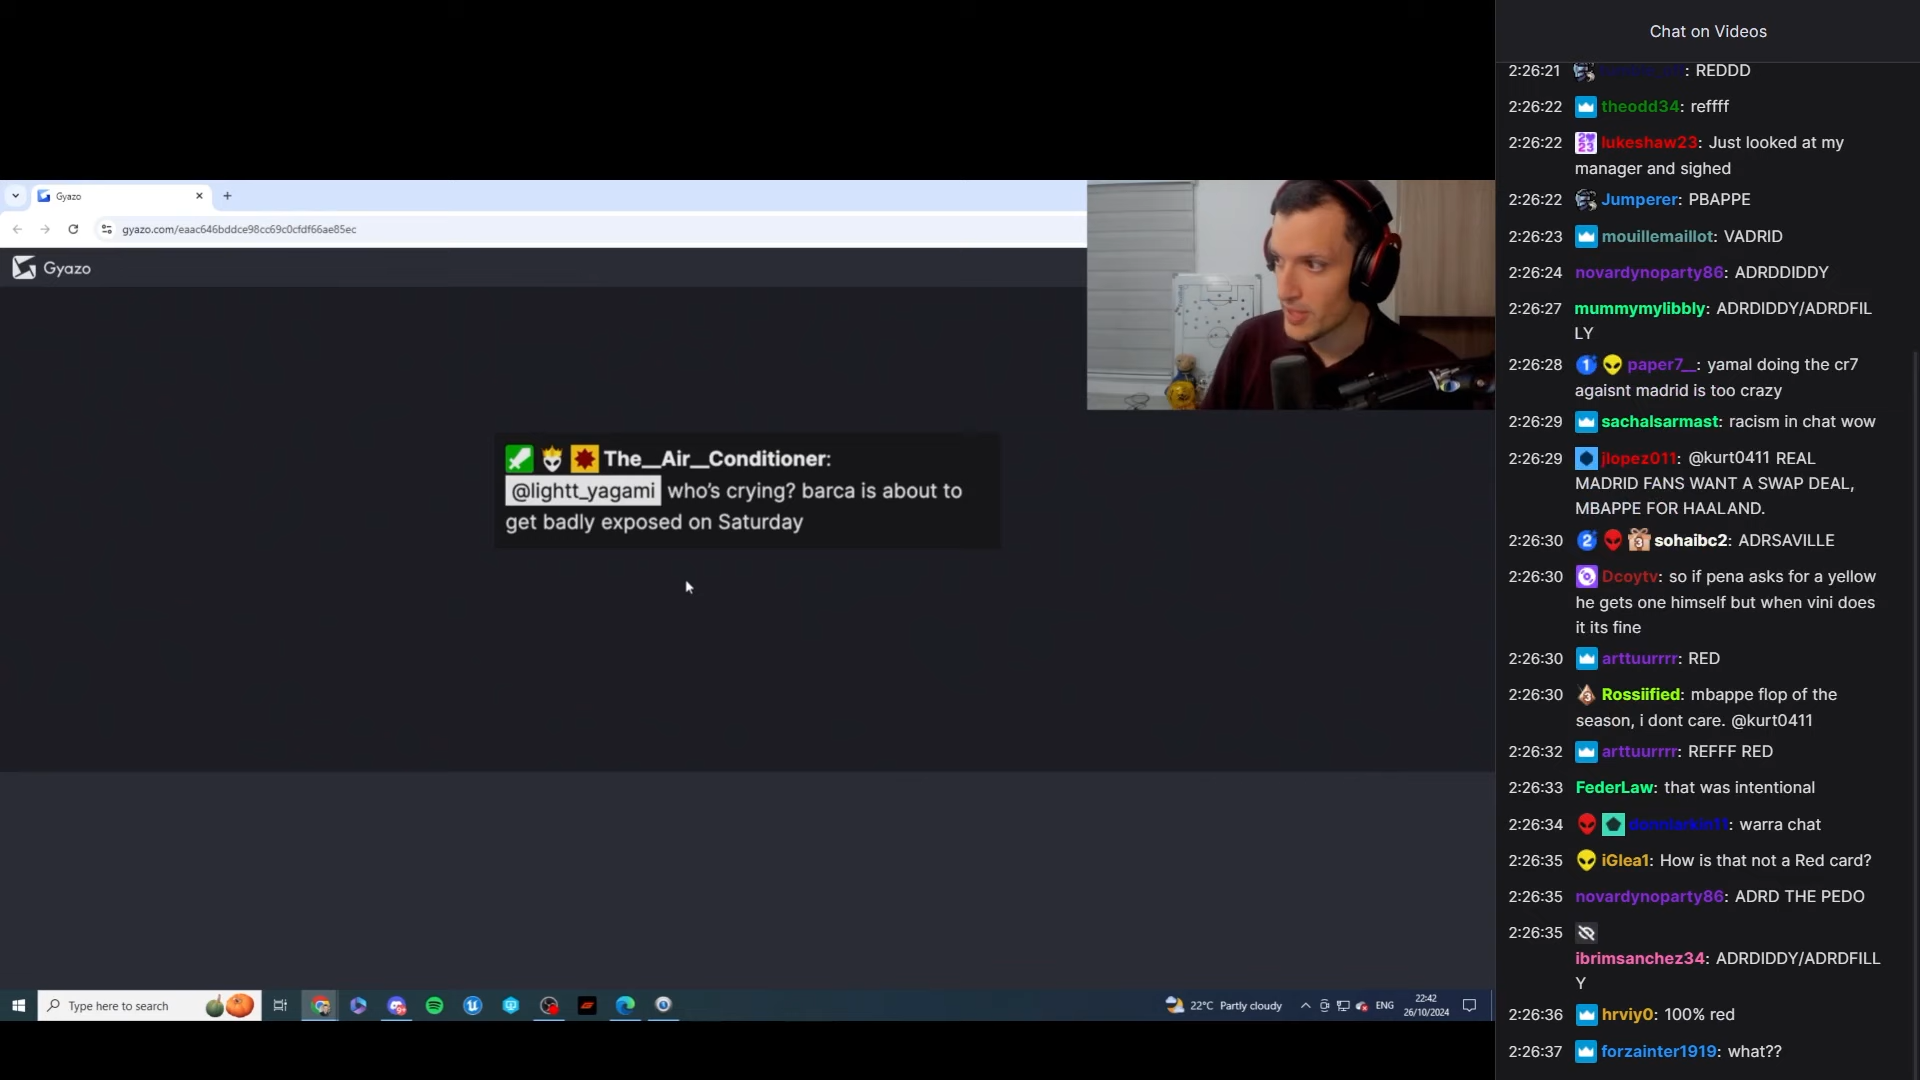 Chat on Videos
2:26:21 : REDDD
2:26:22 theodd34: reffff
2:26:22 lukeshaw23: Just looked at my
manager and sighed
2:26:22 Jumperer: PBAPPE
2:26:23 mouillemaillot: VADRID
2:26:24 novardynoparty86: ADRDDIDDY
2:26:27 mummymylibbly: ADRDIDDY/ADRDFIL
LY
2:26:28 paper7__: yamal doing the cr7
agaisnt madrid is too crazy
2:26:29 sachalsarmast: racism in chat wow
2:26:29 jlopez011: @kurt0411 REAL
MADRID FANS WANT A SWAP DEAL,
MBAPPE FOR HAALAND.
2:26:30 sohaibc2: ADRSAVILLE
2:26:30 Dcoytv: so if pena asks for a yellow
he gets one himself but when vini does
it its fine
2:26:30 arttuurrrr: RED
2:26:30 Rossiified: mbappe flop of the
season, i dont care. @kurt0411
2:26:32 arttuurrrr: REFFF RED
2:26:33 FederLaw: that was intentional
2:26:34 donniarkin11: warra chat
2:26:35 iGlea1: How is that not a Red card?
2:26:35 novardynoparty86: ADRD THE PEDO
2:26:35
ibrimsanchez34: ADRDIDDY/ADRDFILL
Y
2:26:36 hrviy0: 100% red
2:26:37 forzainter1919: what??
Gyazo
gyazo.com/eaac646bddce98cc69c0cfdf66ae85ec
Gyazo
The__Air__Conditioner:
@lightt_yagami who's crying? barca is about to
get badly exposed on Saturday
Type here to search
22°C Partly cloudy
ENG
22:42
26/10/2024